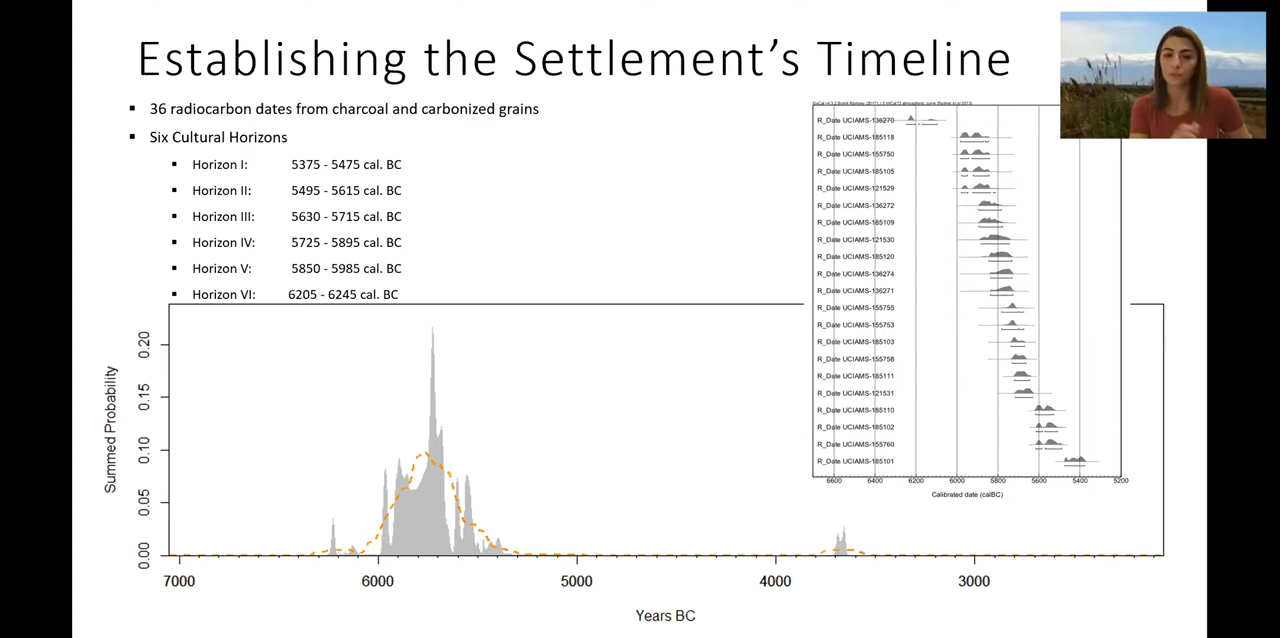 Establishing the Settlement's Timeline
36 radiocarbon dates from charcoal and carbonized grains
Six Cultural Horizons
Horizon I: 5375 - 5475 cal. BC
Horizon II: 5495 - 5615 cal. BC
Horizon III: 5630 - 5715 cal. BC
Horizon IV: 5725 - 5895 cal. BC
Horizon V: 5850 - 5985 cal. BC
Horizon VI: 6205 - 6245 cal. BC
R_Date UCIAMS-136270
R_Date UCIAMS-185118
R_Date UCIAMS-155750
R_Date UCIAMS-185105
R_Date UCIAMS-121529
R_Date UCIAMS-136272
R_Date UCIAMS-185109
R_Date UCIAMS-121530
R_Date UCIAMS-185120
R_Date UCIAMS-136274
R_Date UCIAMS-136271
R_Date UCIAMS-155755
R_Date UCIAMS-155753
R_Date UCIAMS-185103
R_Date UCIAMS-155758
R_Date UCIAMS-185111
R_Date UCIAMS-121531
R_Date UCIAMS-185110
R_Date UCIAMS-185102
R_Date UCIAMS-155760
R_Date UCIAMS-185101
6600 6400 6200 6000 5800 5600 5400 5200
Calibrated date (calBC)
Summed Probability
0.20
0.15
0.10
0.05
0.00
7000 6000 5000 4000 3000
Years BC